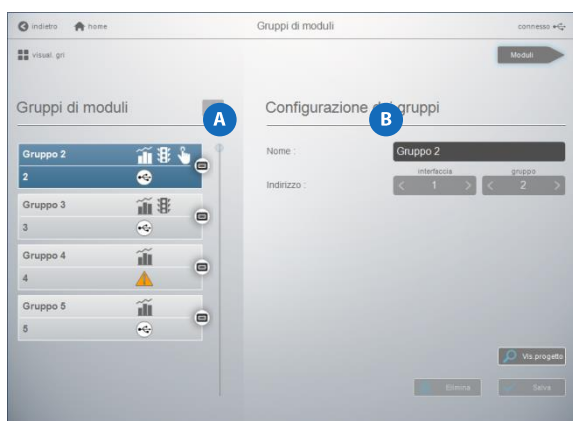 indietro home Gruppi di moduli connesso
visual. gri Moduli
Gruppi di moduli A Configurazione dei gruppi
B
Gruppo 2
2
Gruppo 3
3
Gruppo 4
4
Gruppo 5
5
Nome : Gruppo 2
interfaccia gruppo
Indirizzo : < 1 > < 2 >
Vis progetto
Elimina Salva